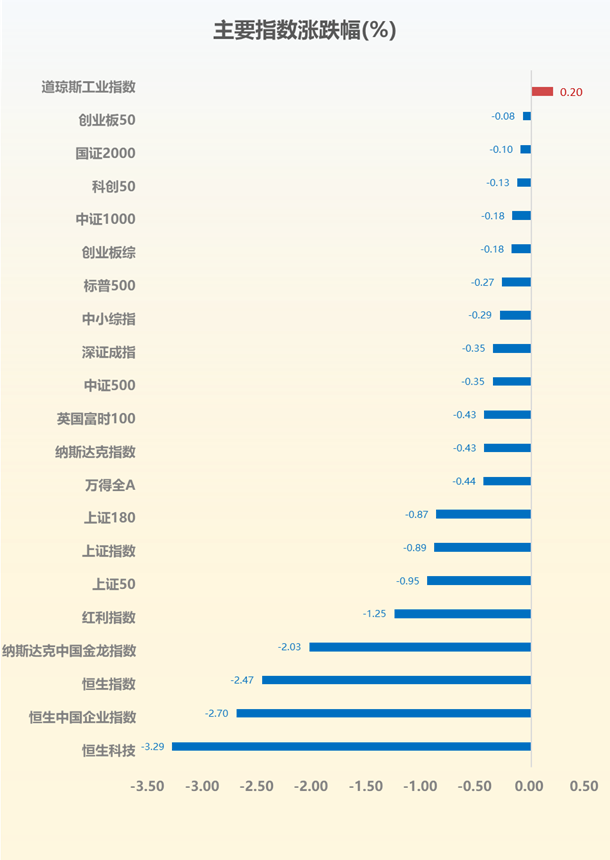 主要指数涨跌幅(%)
道琼斯工业指数 0.20
创业板50 -0.08
国证2000 -0.10
科创50 -0.13
中证1000 -0.18
创业板综 -0.18
标普500 -0.27
中小综指 -0.29
深证成指 -0.35
中证500 -0.35
英国富时100 -0.43
纳斯达克指数 -0.43
万得全A -0.44
上证180 -0.87
上证指数 -0.89
上证50 -0.95
红利指数 -1.25
纳斯达克中国金龙指数 -2.03
恒生指数 -2.47
恒生中国企业指数 -2.70
恒生科技 -3.29
-3.50 -3.00 -2.50 -2.00 -1.50 -1.00 -0.50 0.00 0.50